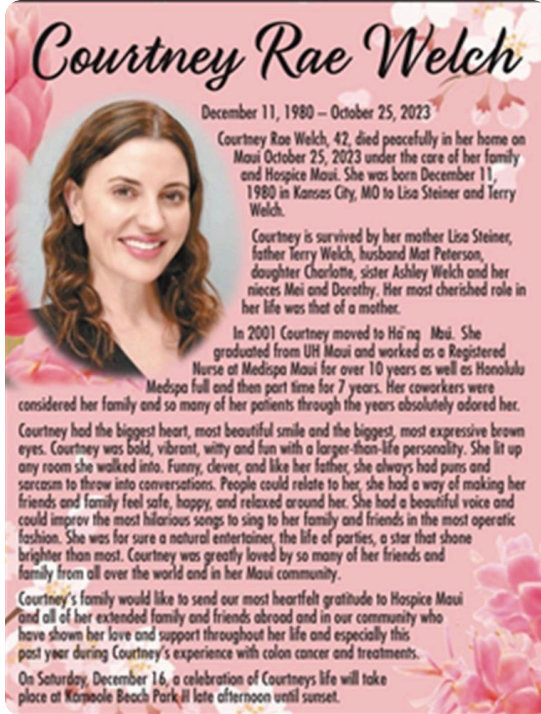 Courtney Rae Welch
December 11, 1980 – October 25, 2023
Courtney Rae Welch, 42, died peacefully in her home on
Maui October 25, 2023 under the care of her family
and Hospice Maui. She was born December 11,
1980 in Kansas City, MO to Lisa Steiner and Terry
Welch.
Courtney is survived by her mother Lisa Steiner,
father Terry Welch, husband Mat Peterson,
daughter Charlotte, sister Ashley Welch and her
nieces Mei and Dorothy. Her most cherished role in
her life was that of a mother.
In 2001 Courtney moved to She
graduated from UH Maui and worked as a Registered
Nurse at Medispa Maui for over 10 years as well as Honolulu
Medspa full and then part time for 7 years. Her coworkers were
considered her family and so many of her patients through the years absolutely adored her.
Courtney had the biggest heart, most beautiful smile and the biggest, most expressive brown
eyes. Courtney was bold, vibrant, witty and fun with a larger-than-life personality. She lit up
any room she walked into. Funny, clever, and like her father, she always had puns and
sarcasm to throw into conversations. People could relate to her, she had a way of making her
friends and family feel safe, happy, and relaxed around her. She had a beautiful voice and
could improv the most hilarious songs to sing to her family and friends in the most operatic
fashion. She was for sure a natural entertainer, the life of parties, a star that shone
brighter than most. Courtney was greatly loved by so many of her friends and
family from all over the world and in her Maui community.
Courtney's family would like to send our most heartfelt gratitude to Hospice Maui
and all of her extended family and friends abroad and in our community who
have shown her love and support throughout her life and especially this
past year during Courtney's experience with colon cancer and treatments.
On Saturday, December 16, a celebration of Courtneys life will take
place at Kamaole Beach Park II late afternoon until sunset.